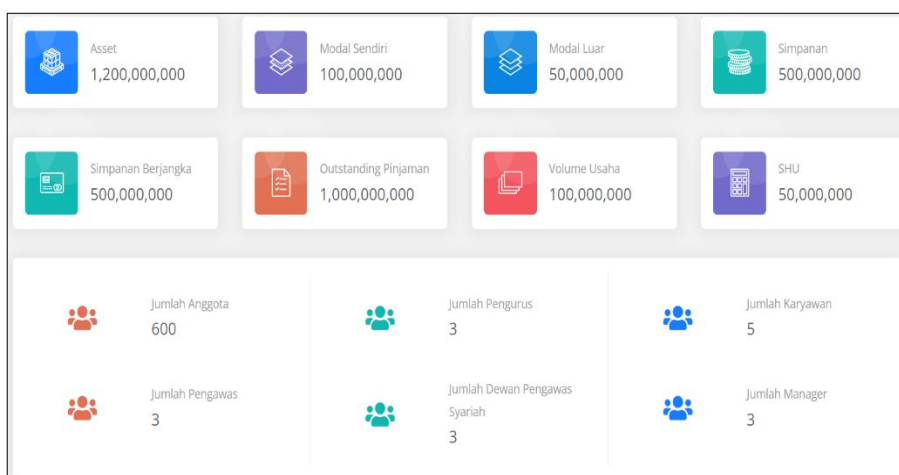 Asset
1,200,000,000
Modal Sendiri
100,000,000
Modal Luar
50,000,000
Simpanan
500,000,000
Simpanan Berjangka
500,000,000
Outstanding Pinjaman
1,000,000,000
Volume Usaha
100,000,000
SHU
50,000,000
Jumlah Anggota
600
Jumlah Pengurus
3
Jumlah Karyawan
5
Jumlah Pengawas
3
Jumlah Dewan Pengawas
Syariah
3
Jumlah Manager
3